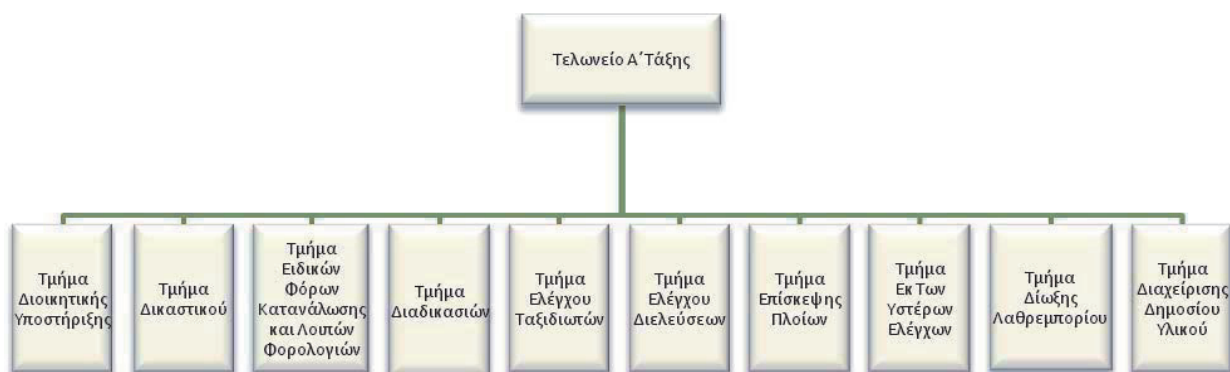 Τελωνείο Α΄Τάξης
Τμήμα
Διοικητικής
Υποστήριξης
Τμήμα
Δικαστικού
Τμήμα
Ειδικών
Φόρων
Κατανάλωσης
και Λοιπών
Φορολογιών
Τμήμα
Διαδικασιών
Τμήμα
Ελέγχου
Ταξιδιωτών
Τμήμα
Ελέγχου
Διελεύσεων
Τμήμα
Επίσκεψης
Πλοίων
Τμήμα
Εκ Των
Υστέρων
Ελέγχων
Τμήμα
Δίωξης
Λαθρεμπορίου
Τμήμα
Διαχείρισης
Δημοσίου
Υλικού